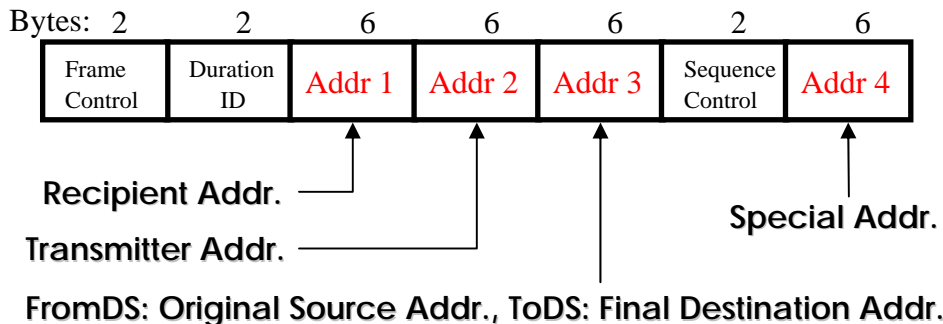 Bytes: 2 2 6 6 6 2 6
Frame Control
Duration ID
Addr 1
Addr 2
Addr 3
Sequence Control
Addr 4
Recipient Addr.
Special Addr.
Transmitter Addr.
FromDS: Original Source Addr., ToDS: Final Destination Addr.